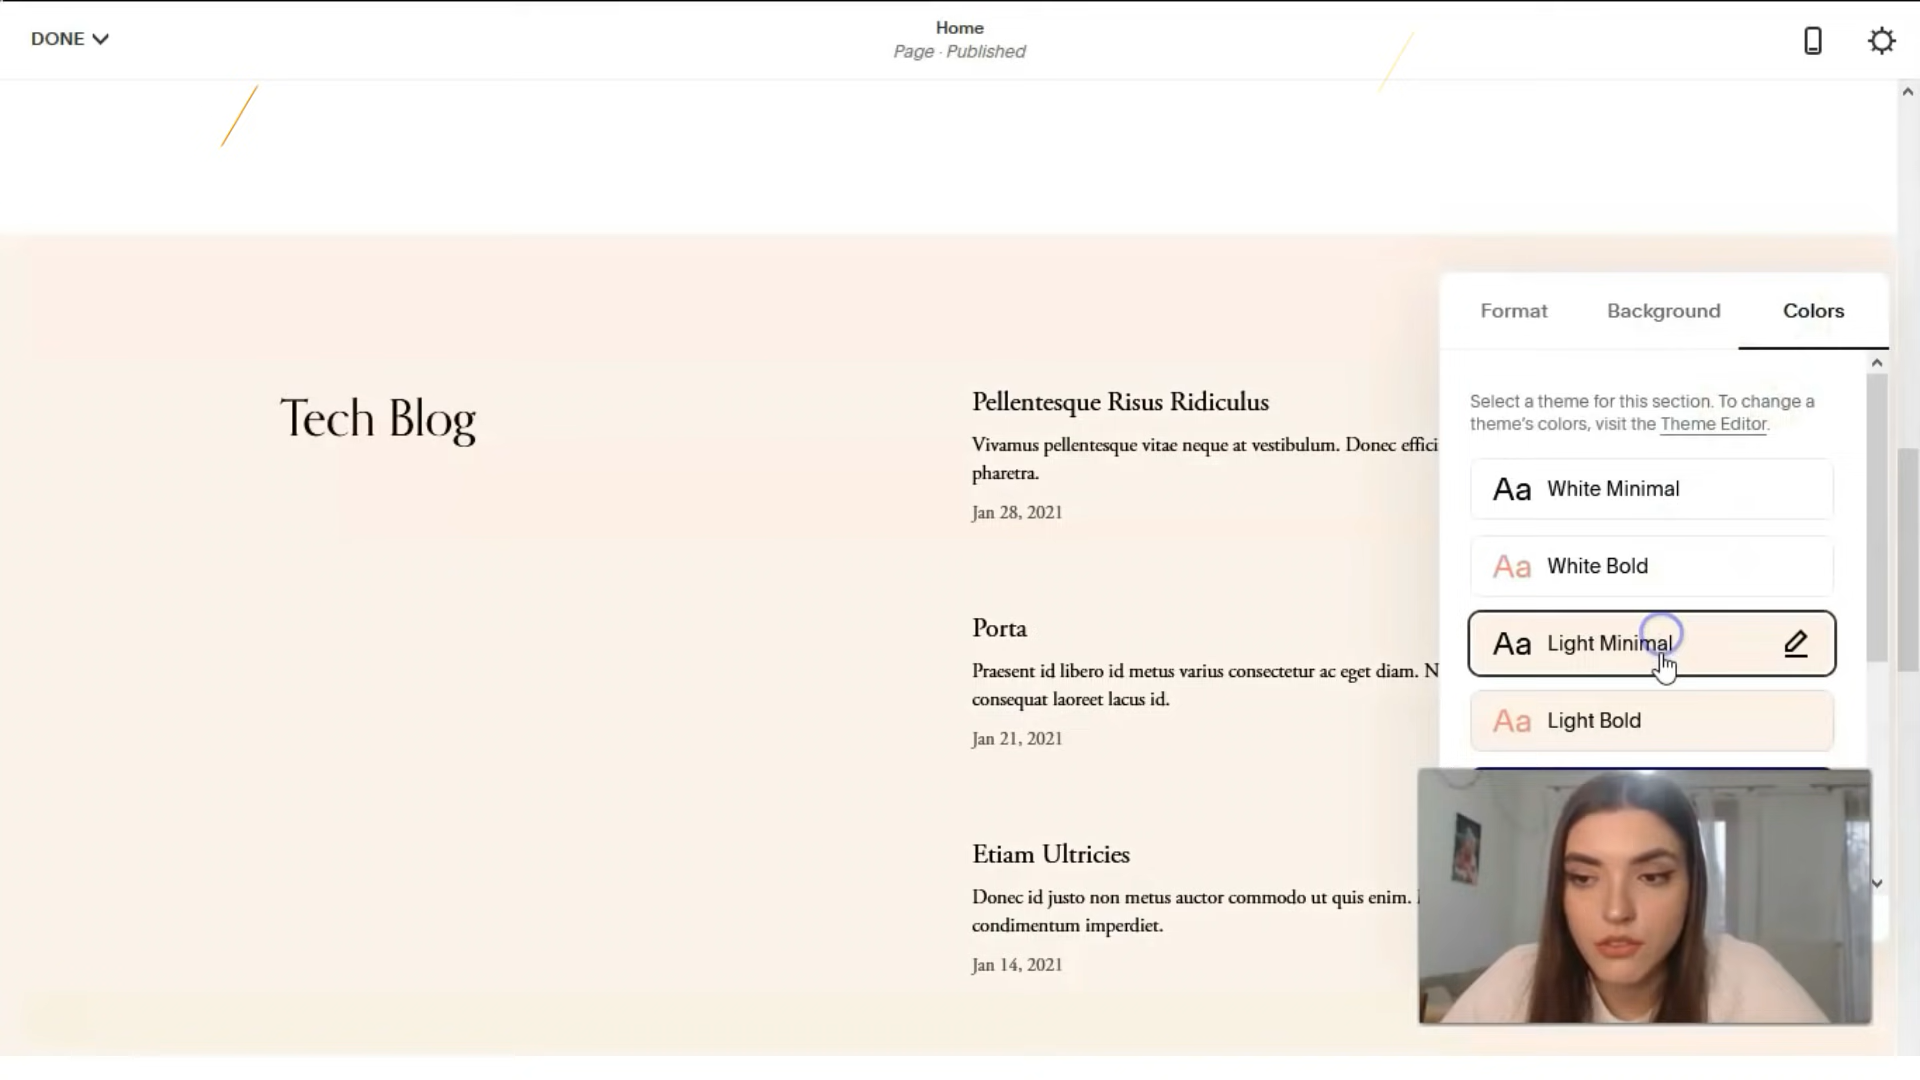 DONE
Home
Page · Published
Format
Background
Colors
Select a theme for this section. To change a
theme's colors, visit the Theme Editor.
Aa White Minimal
Aa White Bold
Aa Light Minimal
Aa Light Bold
Tech Blog
Pellentesque Risus Ridiculus
Vivamus pellentesque vitae neque at vestibulum. Donec effici
pharetra.
Jan 28, 2021
Porta
Praesent id libero id metus varius consectetur ac eget diam. N
consequat laoreet lacus id.
Jan 21, 2021
Etiam Ultricies
Donec id justo non metus auctor commodo ut quis enim.
condimentum imperdiet.
Jan 14, 2021